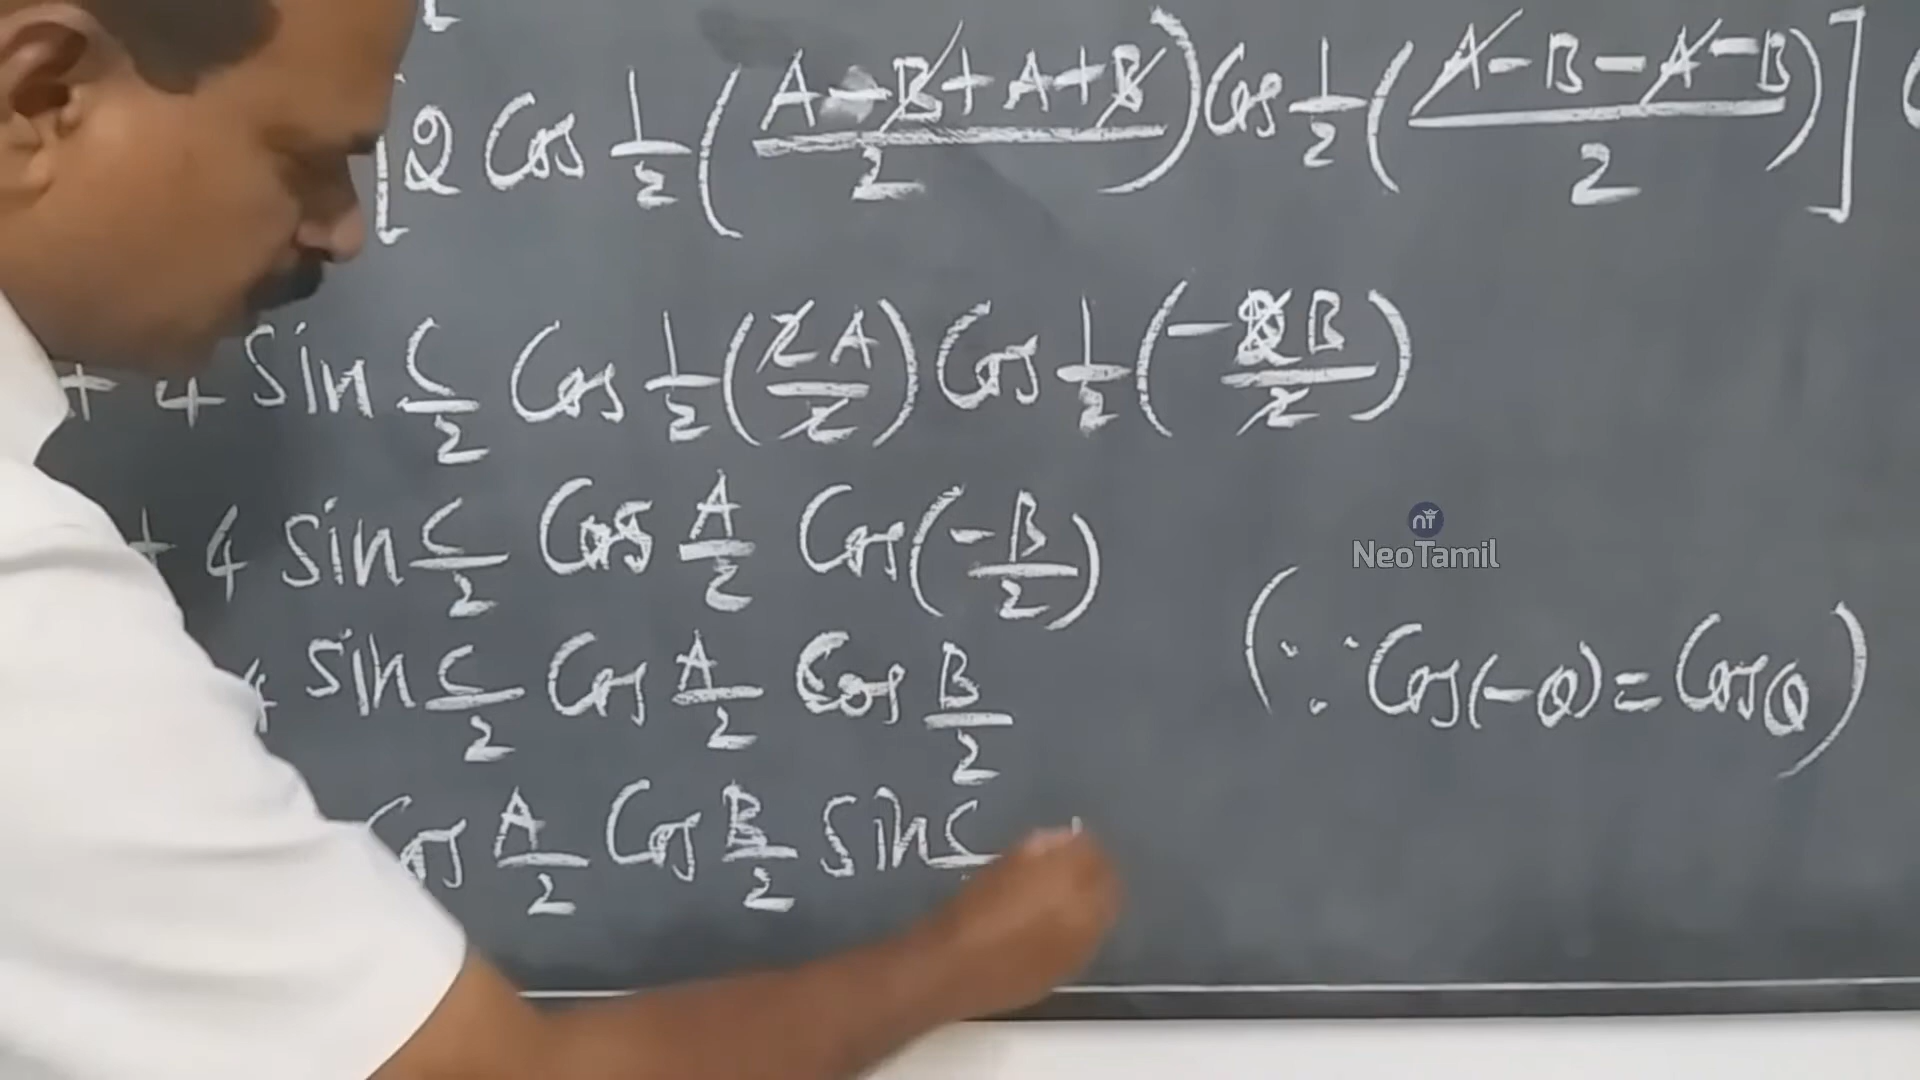 [2 Cos 1/2 (A-B+A+B/2) Cos 1/2 (A-B-A-B/2)]
+ 4 Sin C/2 Cos 1/2 (2A/2) Cos 1/2 (-2B/2)
+ 4 Sin C/2 Cos A/2 Cos (-B/2)
4 Sin C/2 Cos A/2 Cos B/2 (∵ Cos(-θ) = Cosθ)
Cos A/2 Cos B/2 Sin C
NeoTamil